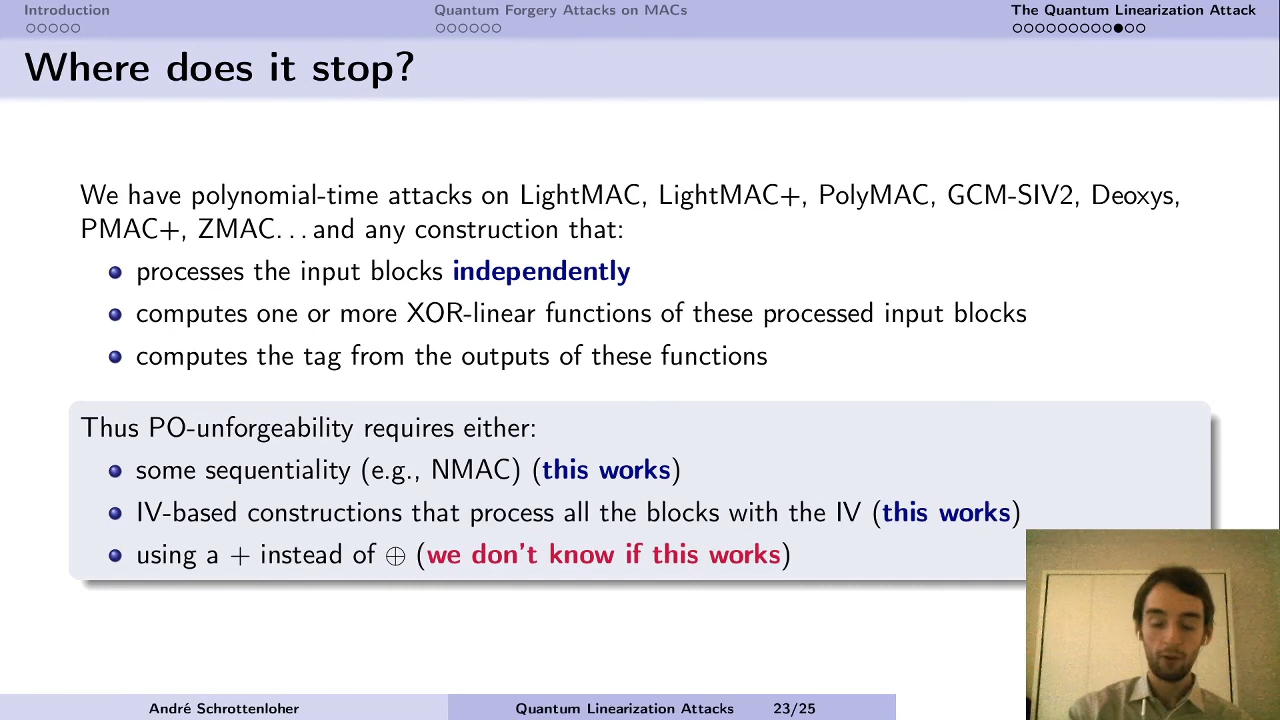 Introduction
Quantum Forgery Attacks on MACs
The Quantum Linearization Attack
Where does it stop?
We have polynomial-time attacks on LightMAC, LightMAC+, PolyMAC, GCM-SIV2, Deoxys,
PMAC+, ZMAC... and any construction that:
processes the input blocks independently
computes one or more XOR-linear functions of these processed input blocks
computes the tag from the outputs of these functions
Thus PO-unforgeability requires either:
some sequentiality (e.g., NMAC) (this works)
IV-based constructions that process all the blocks with the IV (this works)
using a + instead of ⊕ (we don't know if this works)
André Schrottenloher
Quantum Linearization Attacks
23/25